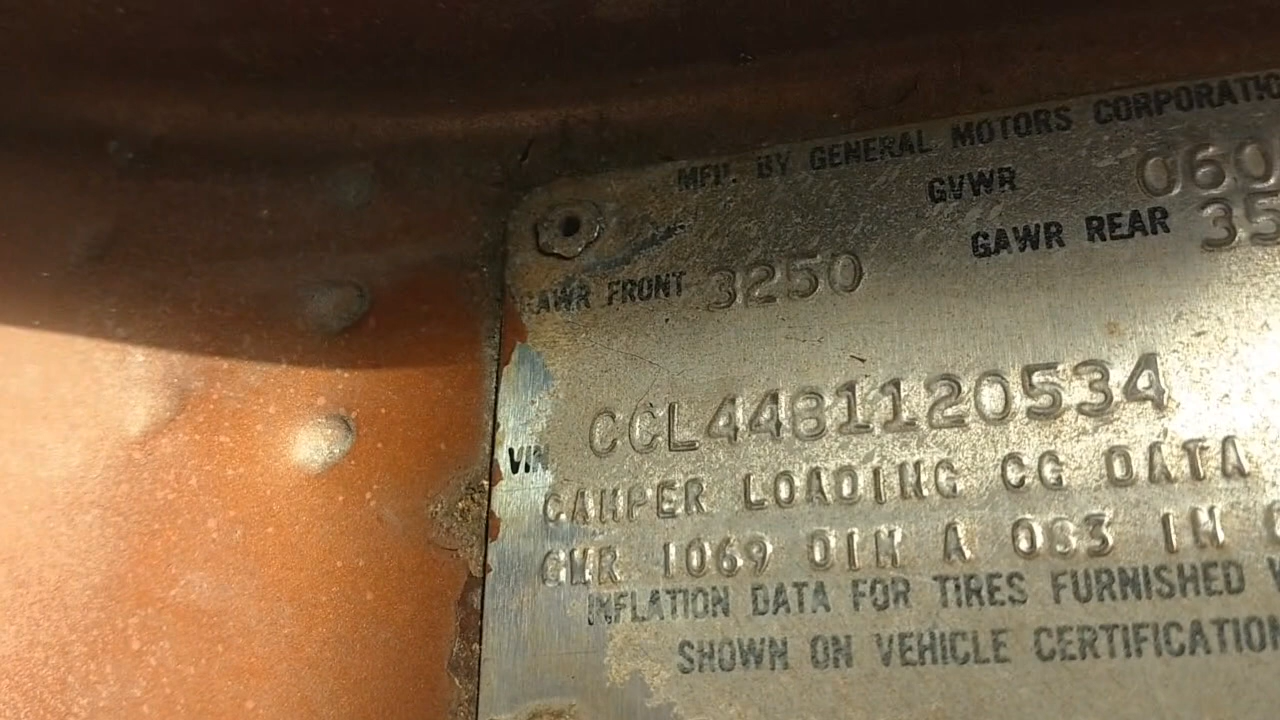 MFD. BY GENERAL MOTORS CORPORATIO
GVWR 060
GAWR FRONT 3250 GAWR REAR 35
VIN CCL4481120534
CAMPER LOADING CG DATA
CWR 1069 DIM A 083 IN
INFLATION DATA FOR TIRES FURNISHED
SHOWN ON VEHICLE CERTIFICATION